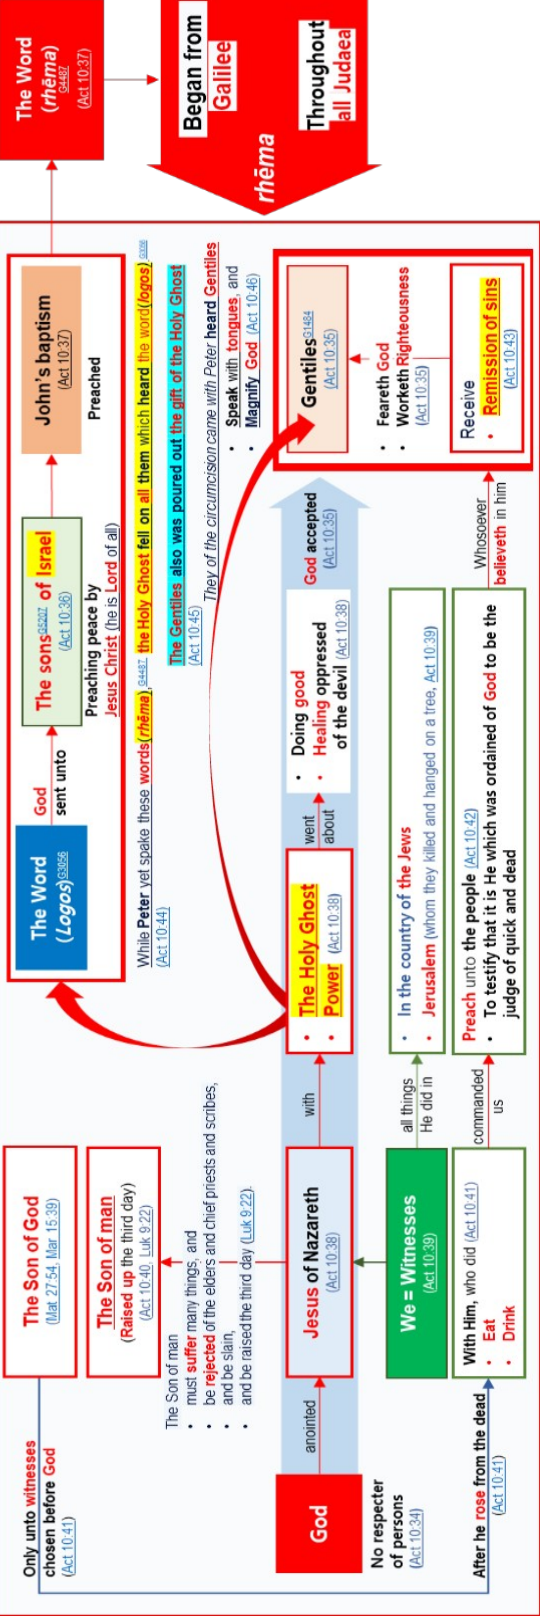 Only unto witnesses
chosen before God
(Act 10:41)
The Son of God
(Mat 27:54, Mar 15:39)
The Son of man
(Raised up the third day)
(Act 10:40, Luk 9:22)
The Son of man
• must suffer many things, and
• be rejected of the elders and chief priests and scribes,
• and be slain,
• and be raised the third day (Luk 9:22).
The Word
(Logos)G3056
God
sent unto
The sonsG5207 of Israel
(Act 10:36)
Preaching peace by
Jesus Christ (he is Lord of all)
John's baptism
(Act 10:37)
Preached
The Word
(rhēma)
G4487
(Act 10:37)
Began from
Galilee
Throughout
all Judaea
rhēma
While Peter yet spake these words(rhēma),G4487 the Holy Ghost fell on all them which heard the word(logos).G3056
(Act 10:44)
The Gentiles also was poured out the gift of the Holy Ghost
(Act 10:45)
They of the circumcision came with Peter heard Gentiles
• Speak with tongues, and
• Magnify God (Act 10:46)
God
No respecter
of persons
(Act 10:34)
anointed
Jesus of Nazareth
(Act 10:38)
with
• The Holy Ghost
• Power (Act 10:38)
went
about
• Doing good
• Healing oppressed
of the devil (Act 10:38)
God accepted
(Act 10:35)
GentilesG1484
(Act 10:35)
• Feareth God
• Worketh Righteousness
(Act 10:35)
Receive
• Remission of sins
(Act 10:43)
We = Witnesses
(Act 10:39)
all things
He did in
• In the country of the Jews
• Jerusalem (whom they killed and hanged on a tree, Act 10:39)
After he rose from the dead
(Act 10:41)
With Him, who did (Act 10:41)
• Eat
• Drink
commanded
us
Preach unto the people (Act 10:42)
• To testify that it is He which was ordained of God to be the
judge of quick and dead
Whosoever
believeth in him